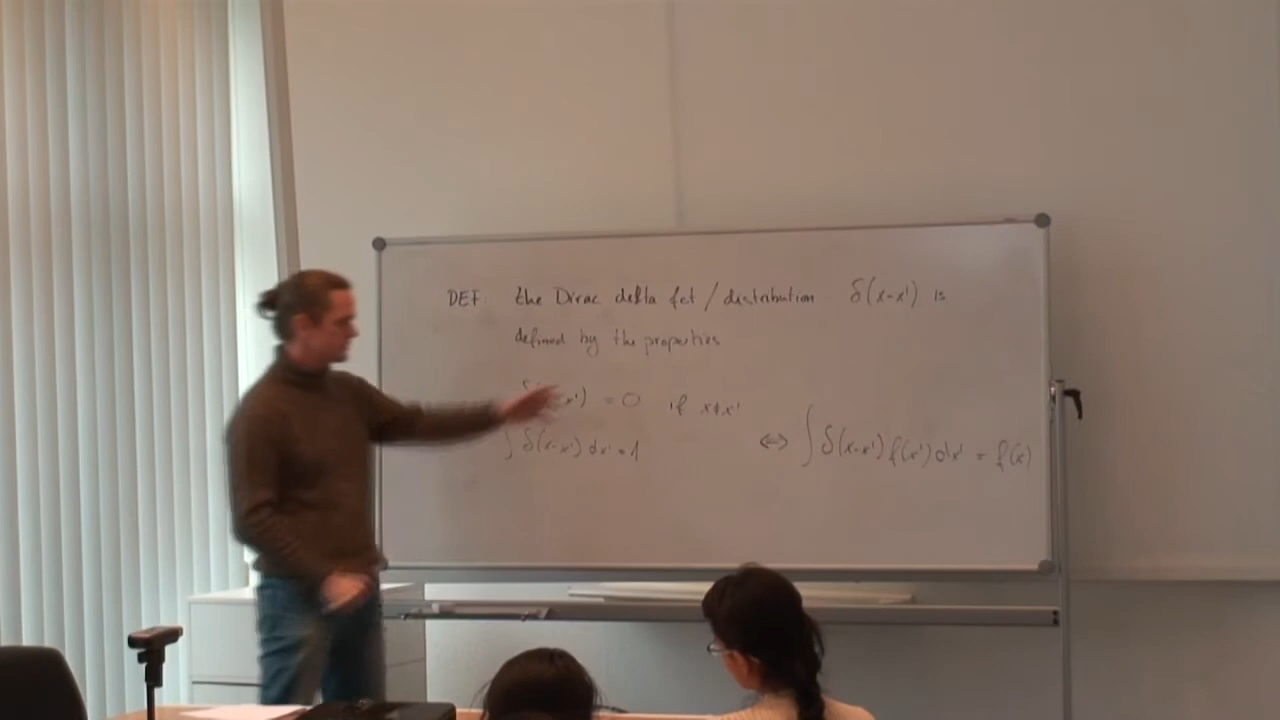 DEF the Dirac delta fct / distribution δ(x-x') is
defined by the properties
x') = 0 if x≠x'
∫ δ(x-x') dx' = 1 ⇔ ∫ δ(x-x') f(x') dx' = f(x)